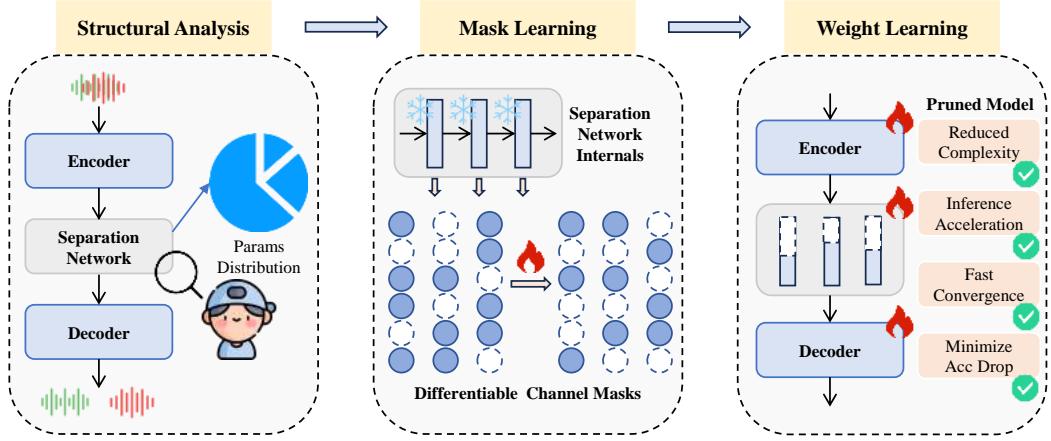 Structural Analysis
Encoder
Separation
Network
Decoder
Params
Distribution
Mask Learning
Separation
Network
Internals
Differentiable Channel Masks
Weight Learning
Encoder
Decoder
Pruned Model
Reduced
Complexity
Inference
Acceleration
Fast
Convergence
Minimize
Acc Drop